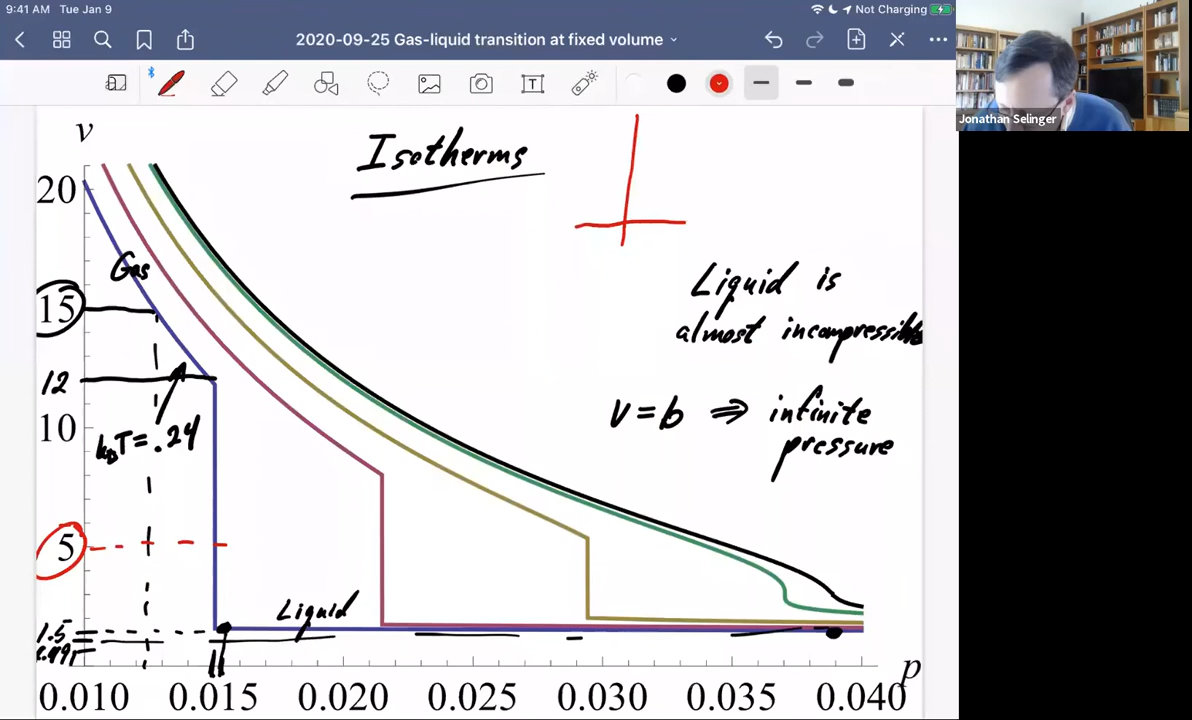 9:41 AM Tue Jan 9
Not Charging
2020-09-25 Gas-liquid transition at fixed volume
Jonathan Selinger
v
Isotherms
20
Gas
Liquid is
15
almost incompressible
12
v = b ⇒ infinite
10
pressure
k_B T = .24
5
Liquid
1.5
p
0.010 0.015 0.020 0.025 0.030 0.035 0.040